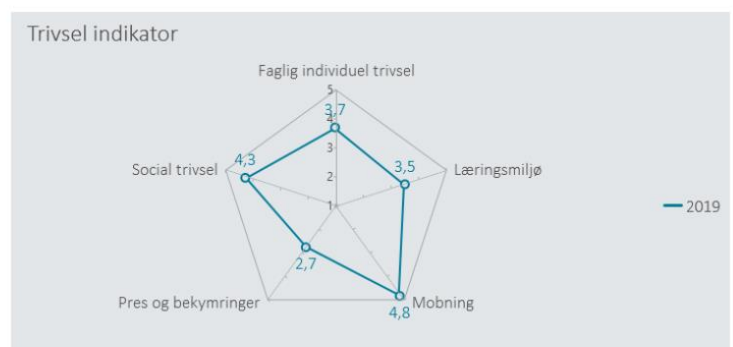 Trivsel indikator
Faglig individuel trivsel
5
3,7
4
3
2
1
4,3
Social trivsel
3,5
Læringsmiljø
2019
2,7
Pres og bekymringer
Mobning
4,8